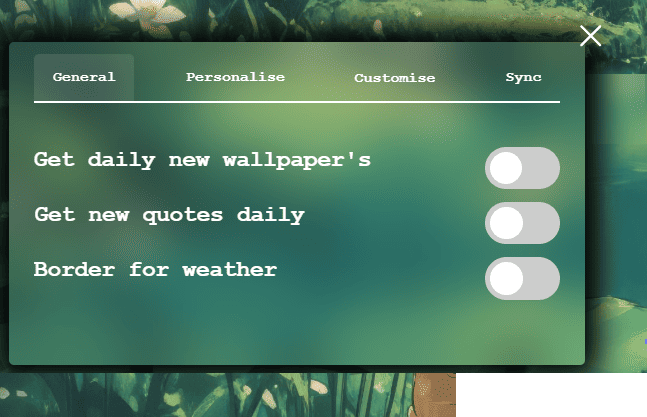 General Personalise Customise Sync
Get daily new wallpaper's
Get new quotes daily
Border for weather